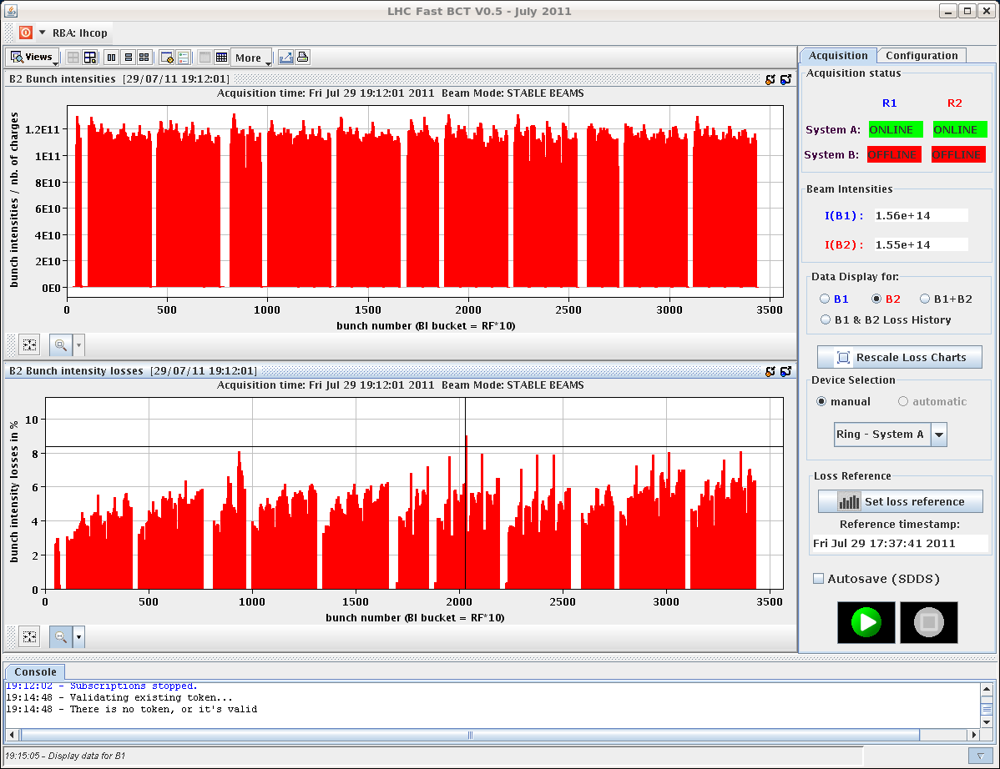 LHC Fast BCT V0.5 - July 2011
RBA: lhcop
Views
More
B2 Bunch intensities [29/07/11 19:12:01]
Acquisition time: Fri Jul 29 19:12:01 2011 Beam Mode: STABLE BEAMS
bunch intensities / nb. of charges
1.2E11
1E11
8E10
6E10
4E10
2E10
0E0
0 500 1000 1500 2000 2500 3000 3500
bunch number (BI bucket = RF*10)
B2 Bunch intensity losses [29/07/11 19:12:01]
Acquisition time: Fri Jul 29 19:12:01 2011 Beam Mode: STABLE BEAMS
bunch intensity losses in %
10
8
6
4
2
0
0 500 1000 1500 2000 2500 3000 3500
bunch number (BI bucket = RF*10)
Acquisition Configuration
Acquisition status
R1 R2
System A: ONLINE ONLINE
System B: OFFLINE OFFLINE
Beam Intensities
I(B1) : 1.56e+14
I(B2) : 1.55e+14
Data Display for:
B1 B2 B1+B2
B1 & B2 Loss History
Rescale Loss Charts
Device Selection
manual automatic
Ring - System A
Loss Reference
Set loss reference
Reference timestamp:
Fri Jul 29 17:37:41 2011
Autosave (SDDS)
Console
19:12:02 - Subscriptions stopped.
19:14:48 - Validating existing token...
19:14:48 - There is no token, or it's valid
19:15:05 - Display data for B1